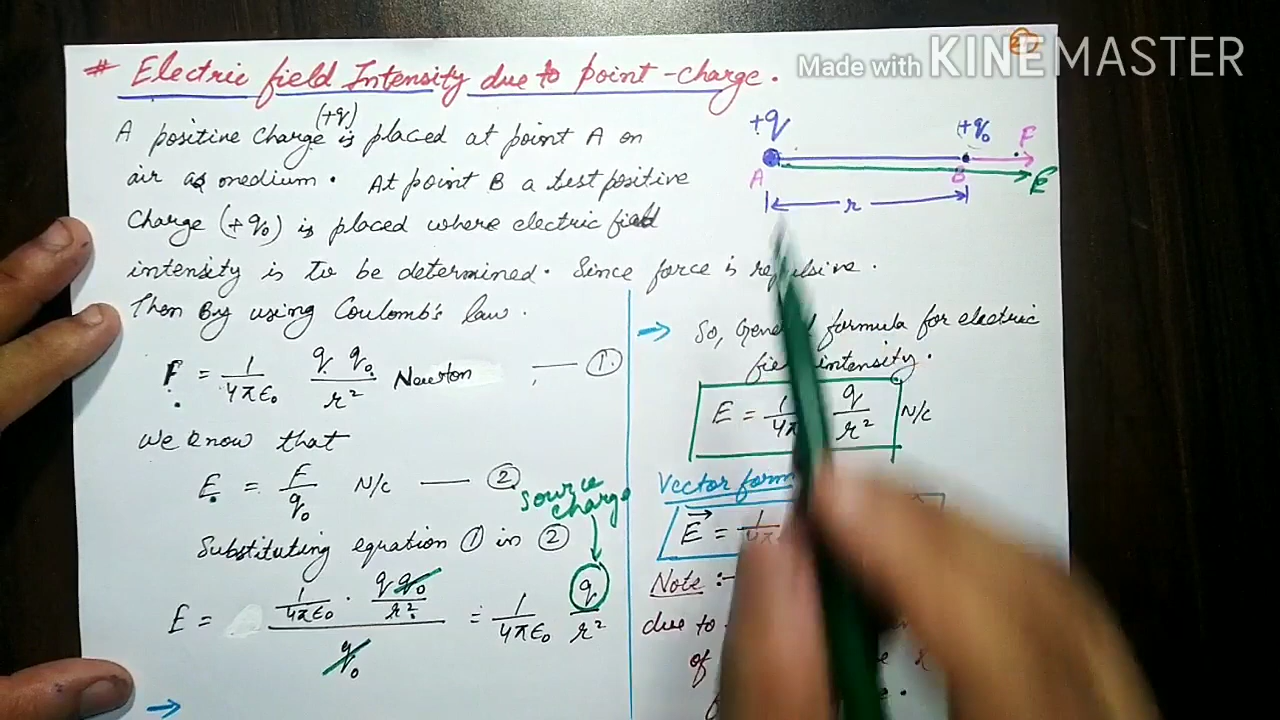 Made with KINEMASTER
# Electric field Intensity due to point-charge.
(+q)
A positive charge is placed at point A on
air as medium. At point B a test positive
charge (+q₀) is placed where electric field
intensity is to be determined. Since force is repulsive.
Then By using Coulomb's law.
F = 1/4πε₀ q q₀/r² Newton —— ①
We know that
E = F/q₀ N/c —— ②
Substituting equation ① in ②
source charge
E = (1/4πε₀ · q q₀/r²)/q₀ = 1/4πε₀ q/r²
+q (+q₀ F
A B E
r
So, General formula for electric
field intensity.
E = 1/4π q/r² N/c
Vector form
E⃗ = 1/4πε
Note :-
due to
of